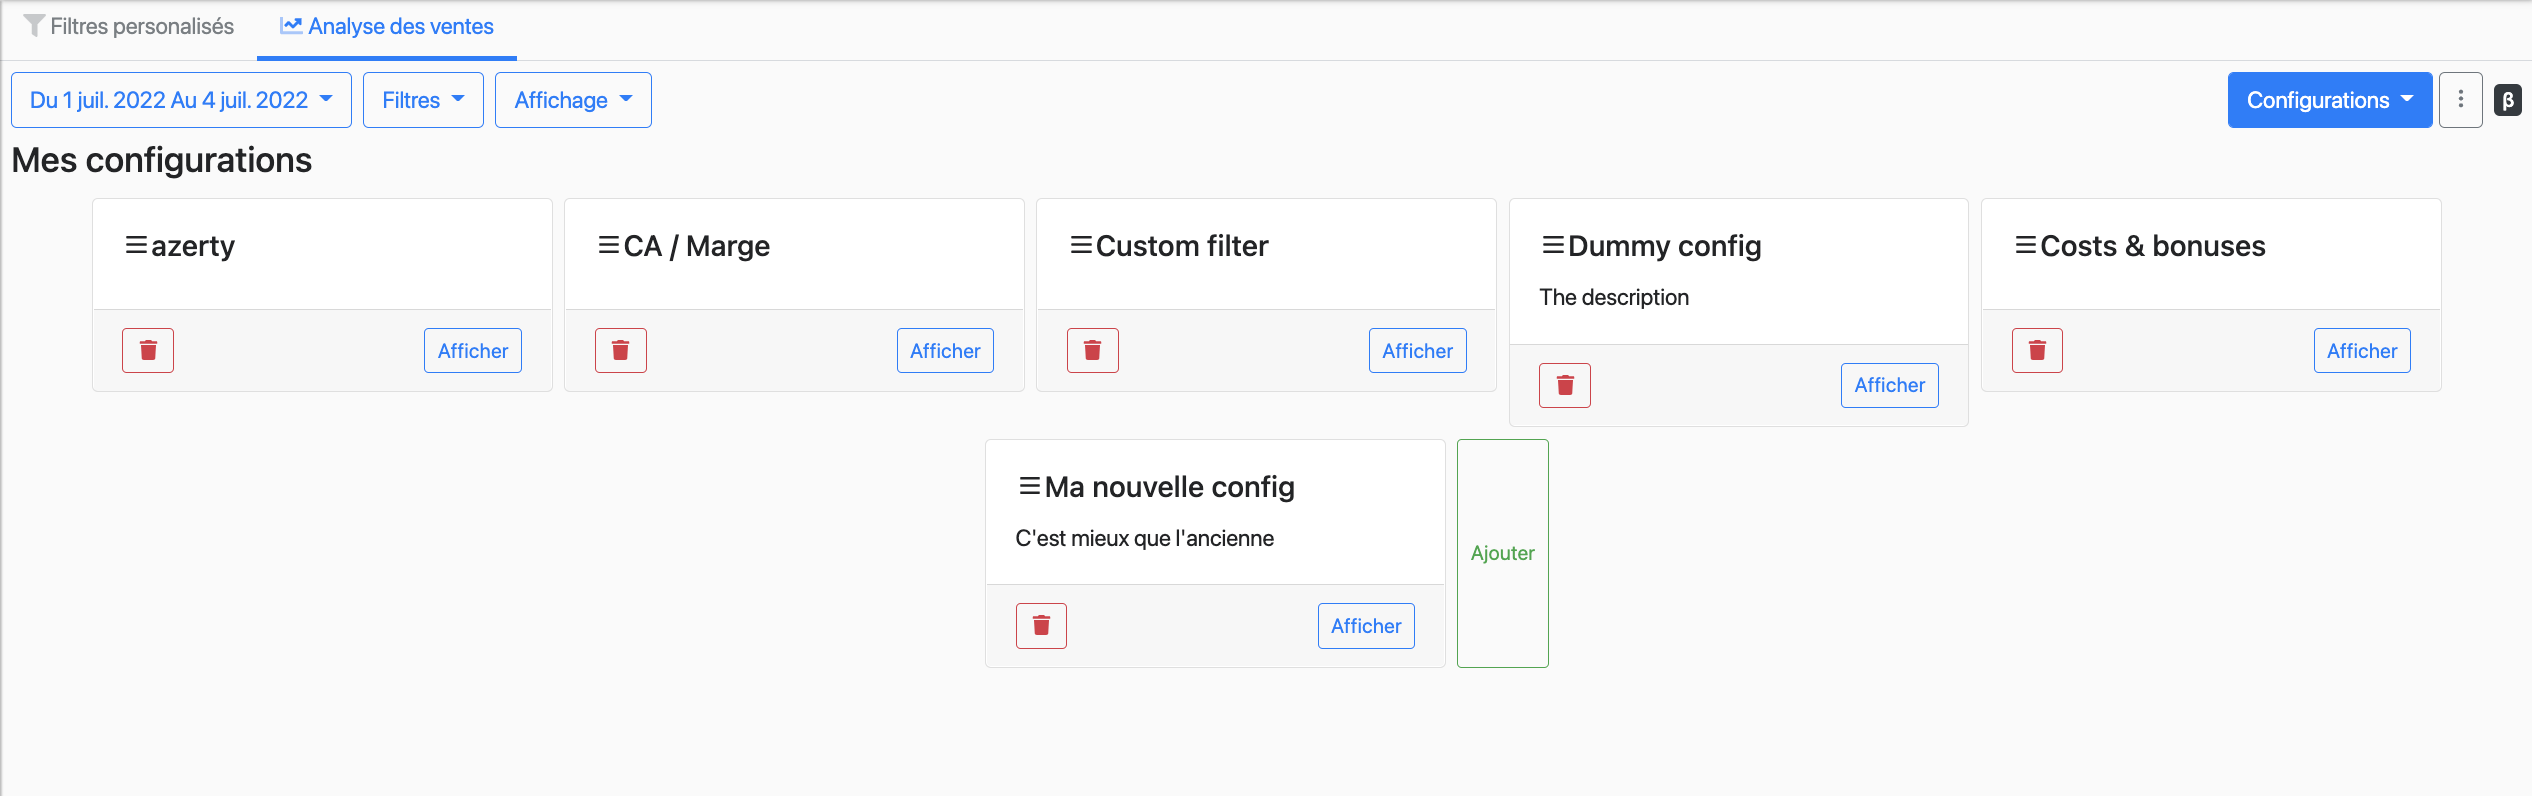 Filtres personalisés
Analyse des ventes
Du 1 juil. 2022 Au 4 juil. 2022
Filtres
Affichage
Configurations
β
Mes configurations
azerty
CA / Marge
Custom filter
Dummy config
Costs & bonuses
The description
Afficher
Afficher
Afficher
Afficher
Afficher
Ma nouvelle config
C'est mieux que l'ancienne
Ajouter
Afficher